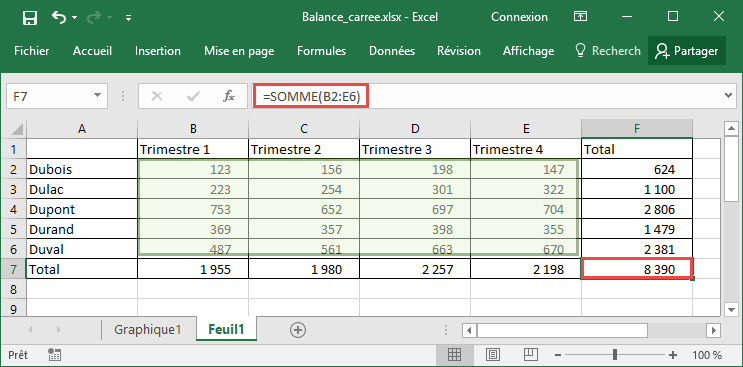 Balance_carree.xlsx - Excel Connexion
Fichier Accueil Insertion Mise en page Formules Données Révision Affichage Rechercl Partager
F7 fx =SOMME(B2:E6)
A B C D E F
1 Trimestre 1 Trimestre 2 Trimestre 3 Trimestre 4 Total
2 Dubois 123 156 198 147 624
3 Dulac 223 254 301 322 1 100
4 Dupont 753 652 697 704 2 806
5 Durand 369 357 398 355 1 479
6 Duval 487 561 663 670 2 381
7 Total 1 955 1 980 2 257 2 198 8 390
8
9
Graphique1 Feuil1
Prêt 100 %